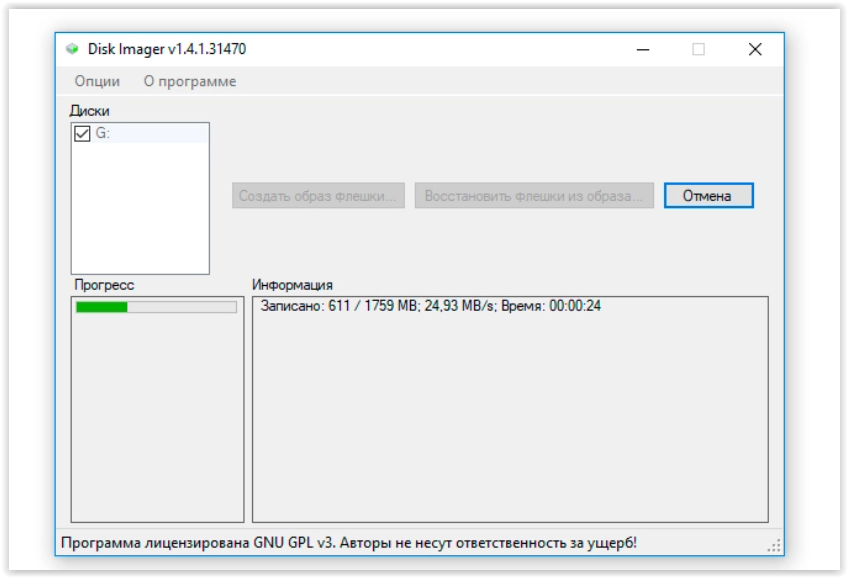 Disk Imager v1.4.1.31470
Опции О программе
Диски
G:
Создать образ флешки... Восстановить флешки из образа... Отмена
Прогресс Информация
Записано: 611 / 1759 MB; 24,93 MB/s; Время: 00:00:24
Программа лицензирована GNU GPL v3. Авторы не несут ответственность за ущерб!